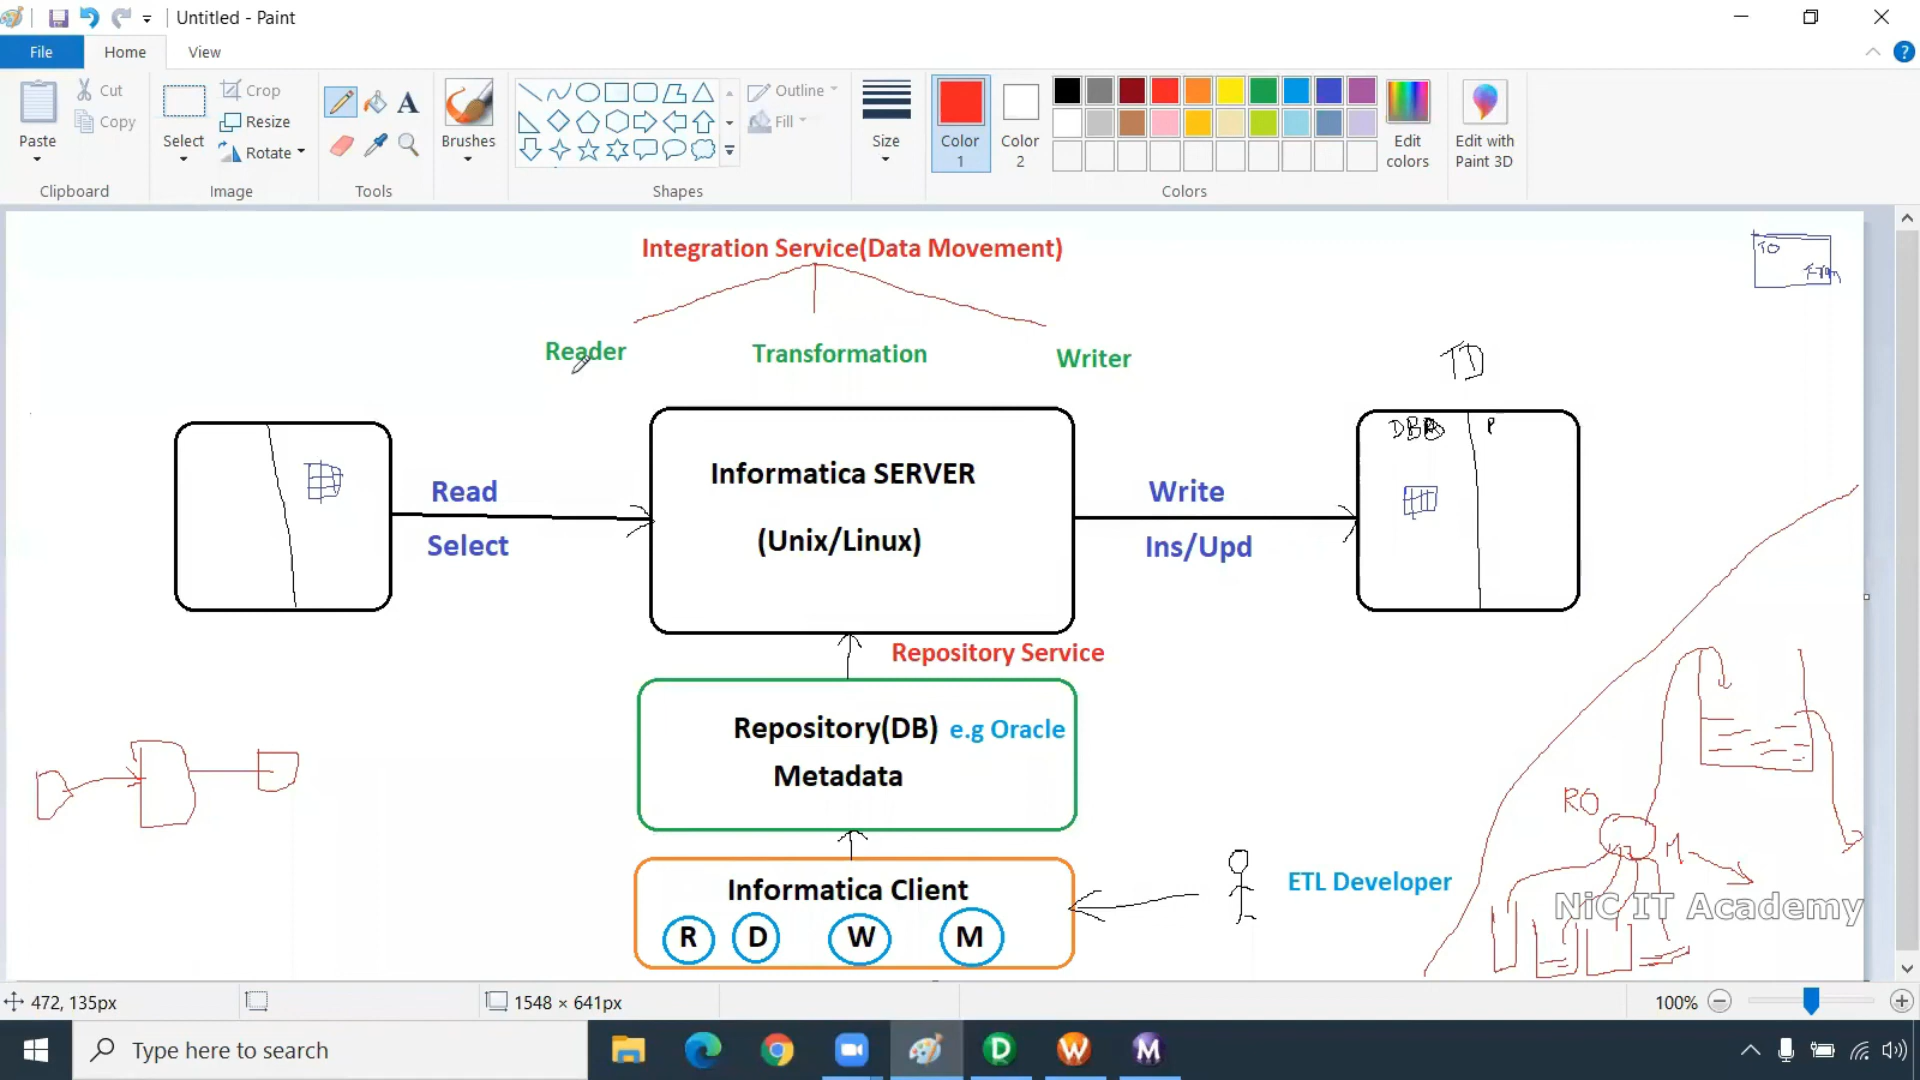 Untitled - Paint
File Home View
Paste
Cut
Copy
Clipboard
Select
Crop
Resize
Rotate
Image
Tools
Brushes
Shapes
Outline
Fill
Size
Color 1
Color 2
Colors
Edit colors
Edit with Paint 3D
Integration Service(Data Movement)
TO
From
Reader Transformation Writer
TD
Read
Select
Informatica SERVER
(Unix/Linux)
Write
Ins/Upd
Repository Service
Repository(DB) e.g Oracle
Metadata
RO
M
Informatica Client
R D W M
ETL Developer
NiC IT Academy
472, 135px
1548 × 641px
100%
Type here to search
D W M